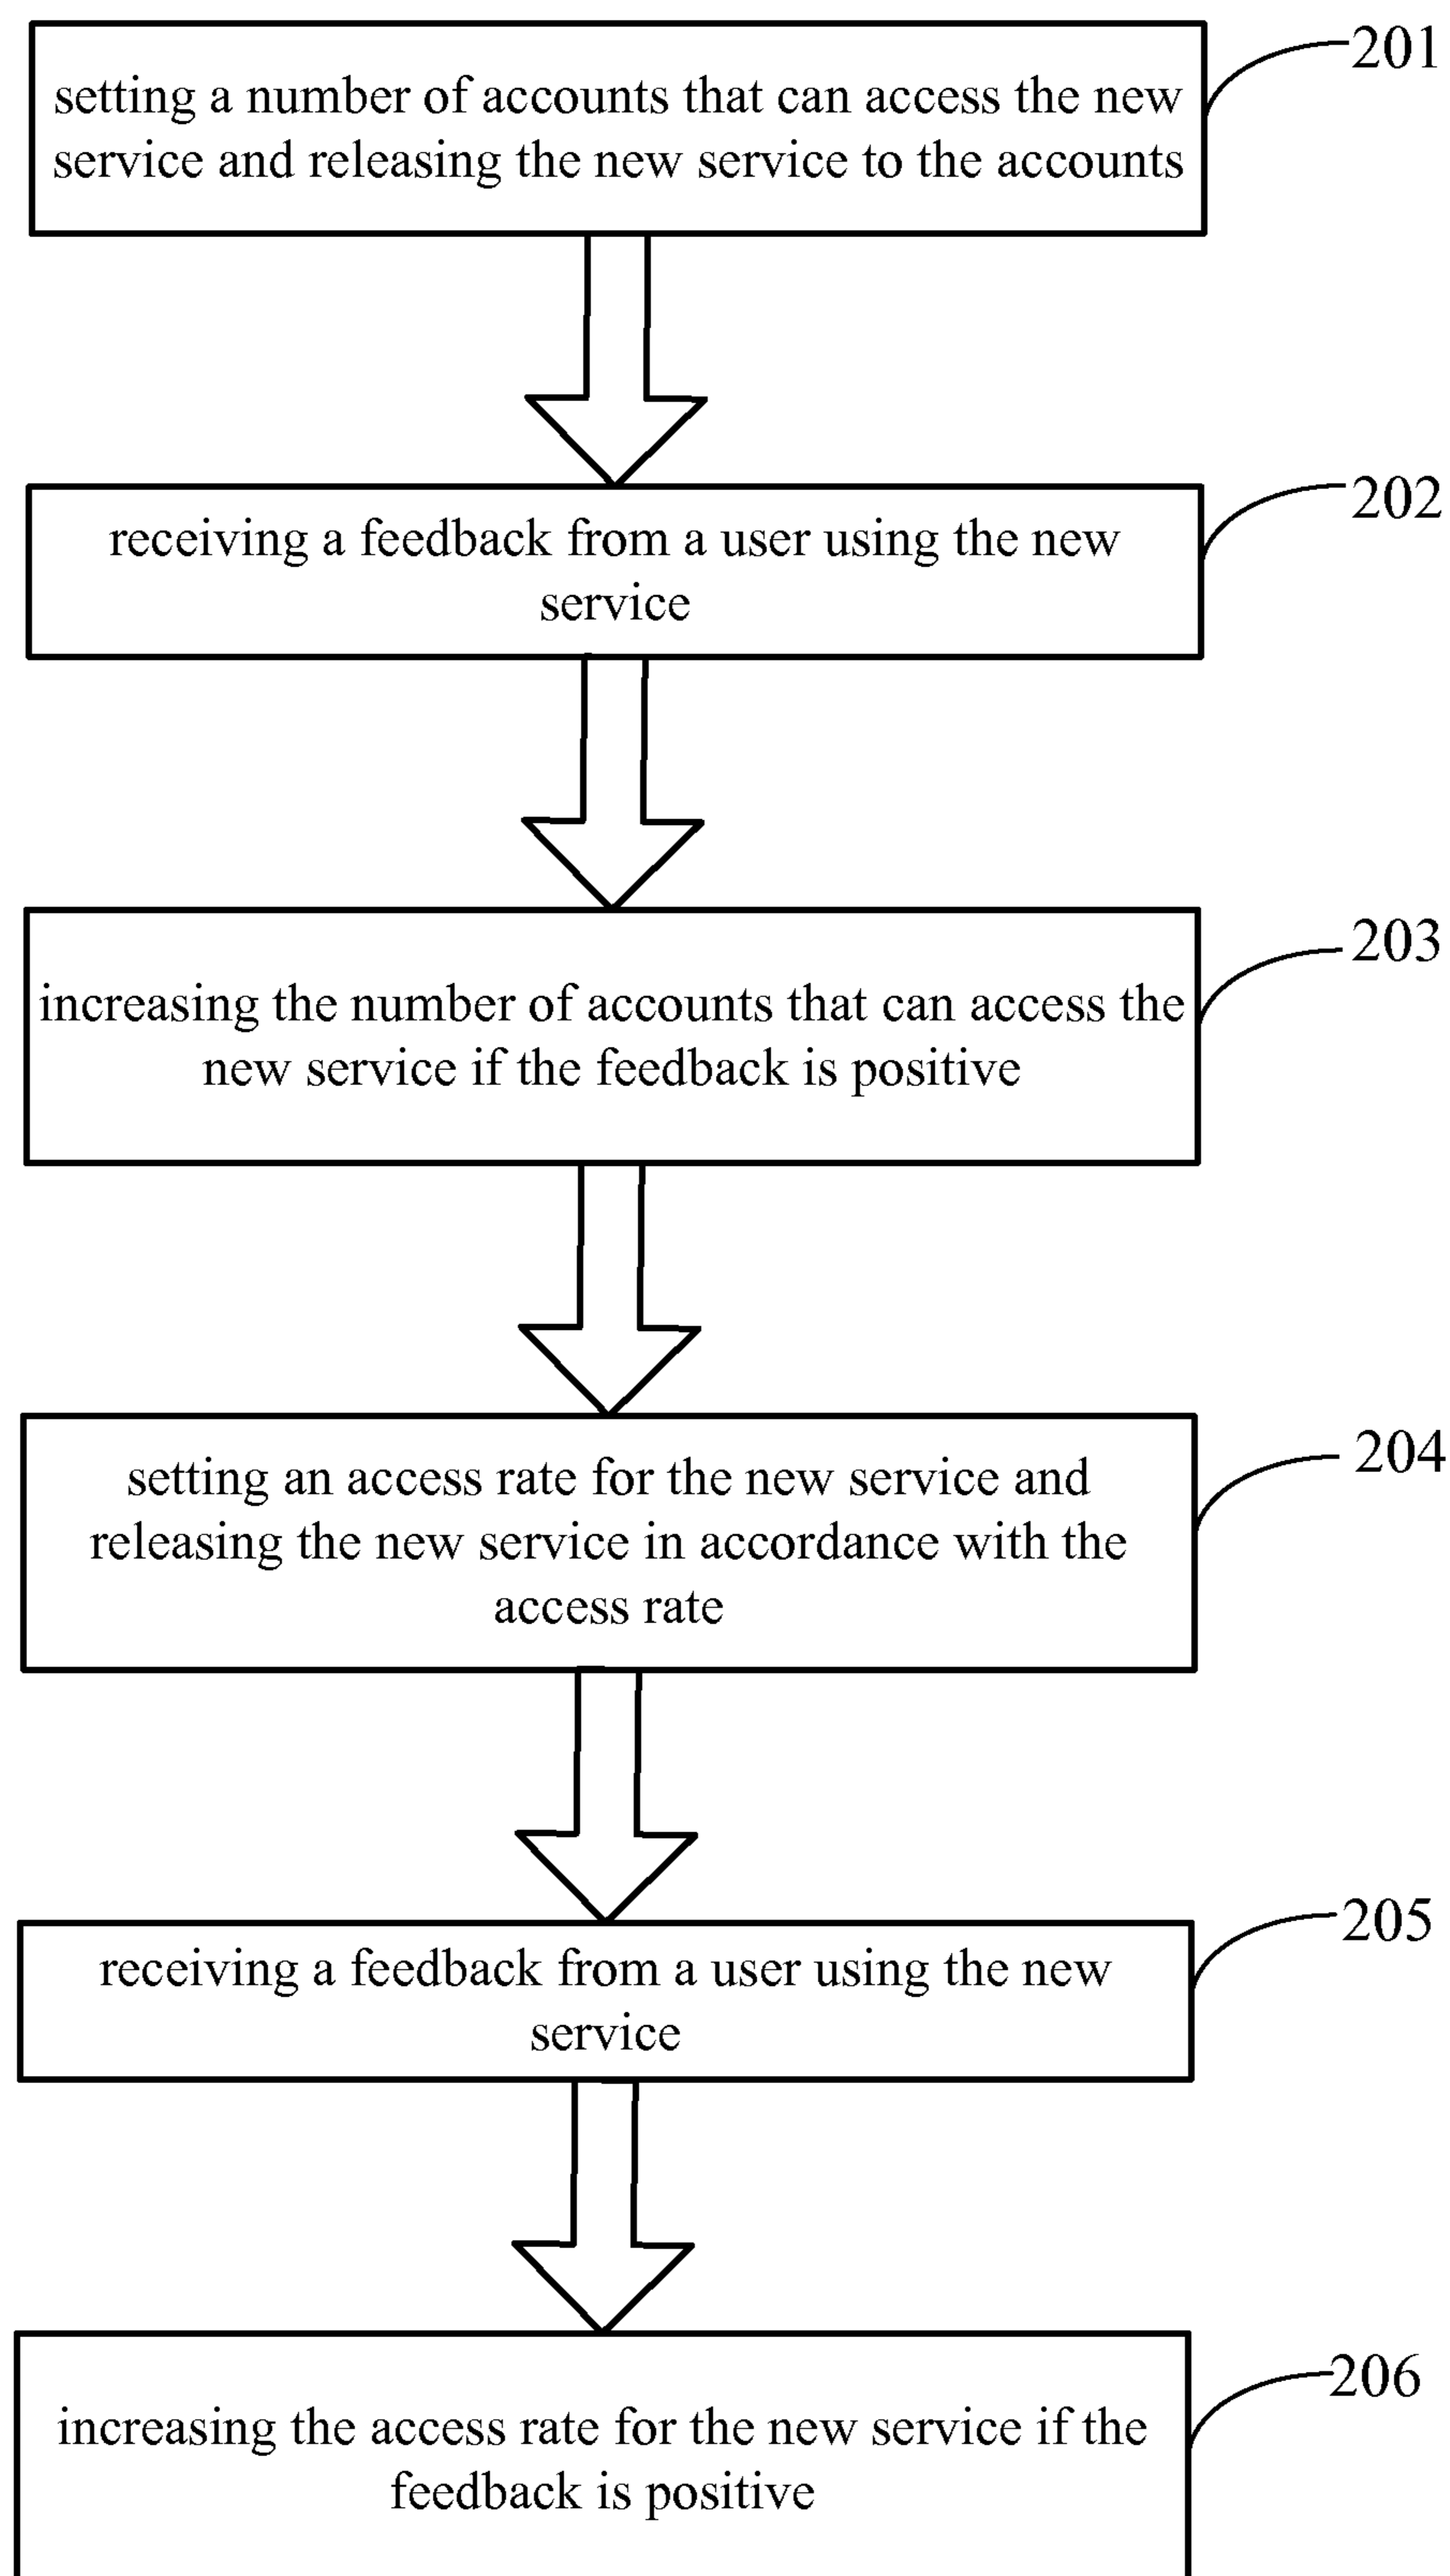 201
setting a number of accounts that can access the new
service and releasing the new service to the accounts
202
receiving a feedback from a user using the new
service
203
increasing the number of accounts that can access the
new service if the feedback is positive
204
setting an access rate for the new service and
releasing the new service in accordance with the
access rate
205
receiving a feedback from a user using the new
service
206
increasing the access rate for the new service if the
feedback is positive